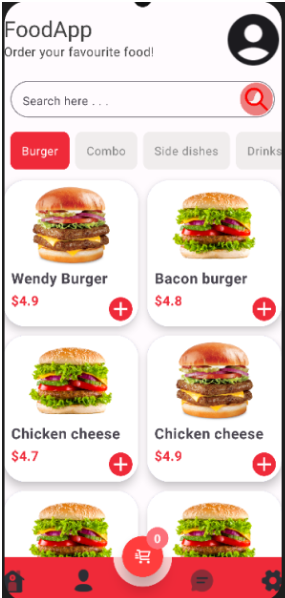 FoodApp
Order your favourite food!
Search here . . .
Burger
Combo
Side dishes
Drinks
Wendy Burger
Bacon burger
$4.9
$4.8
Chicken cheese
Chicken cheese
$4.7
$4.9
0